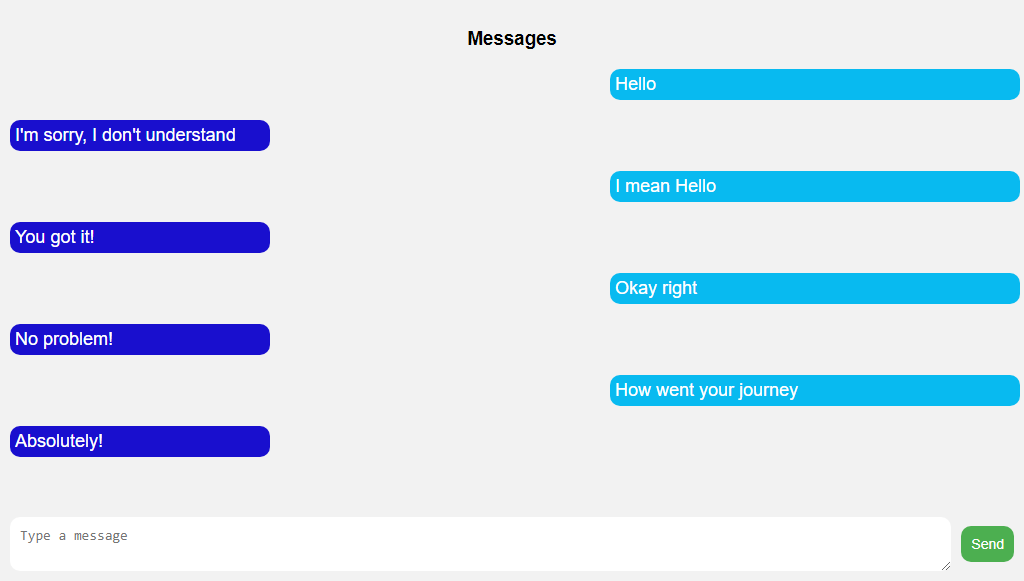 Messages
Hello
I'm sorry, I don't understand
I mean Hello
You got it!
Okay right
No problem!
How went your journey
Absolutely!
Type a message
Send